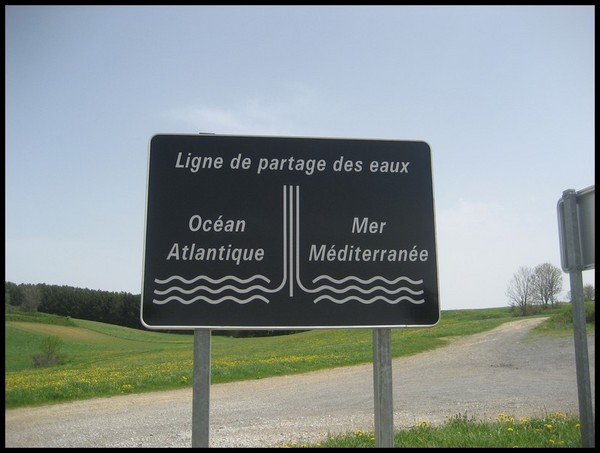 Ligne de partage des eaux
Océan
Atlantique
Mer
Méditerranée